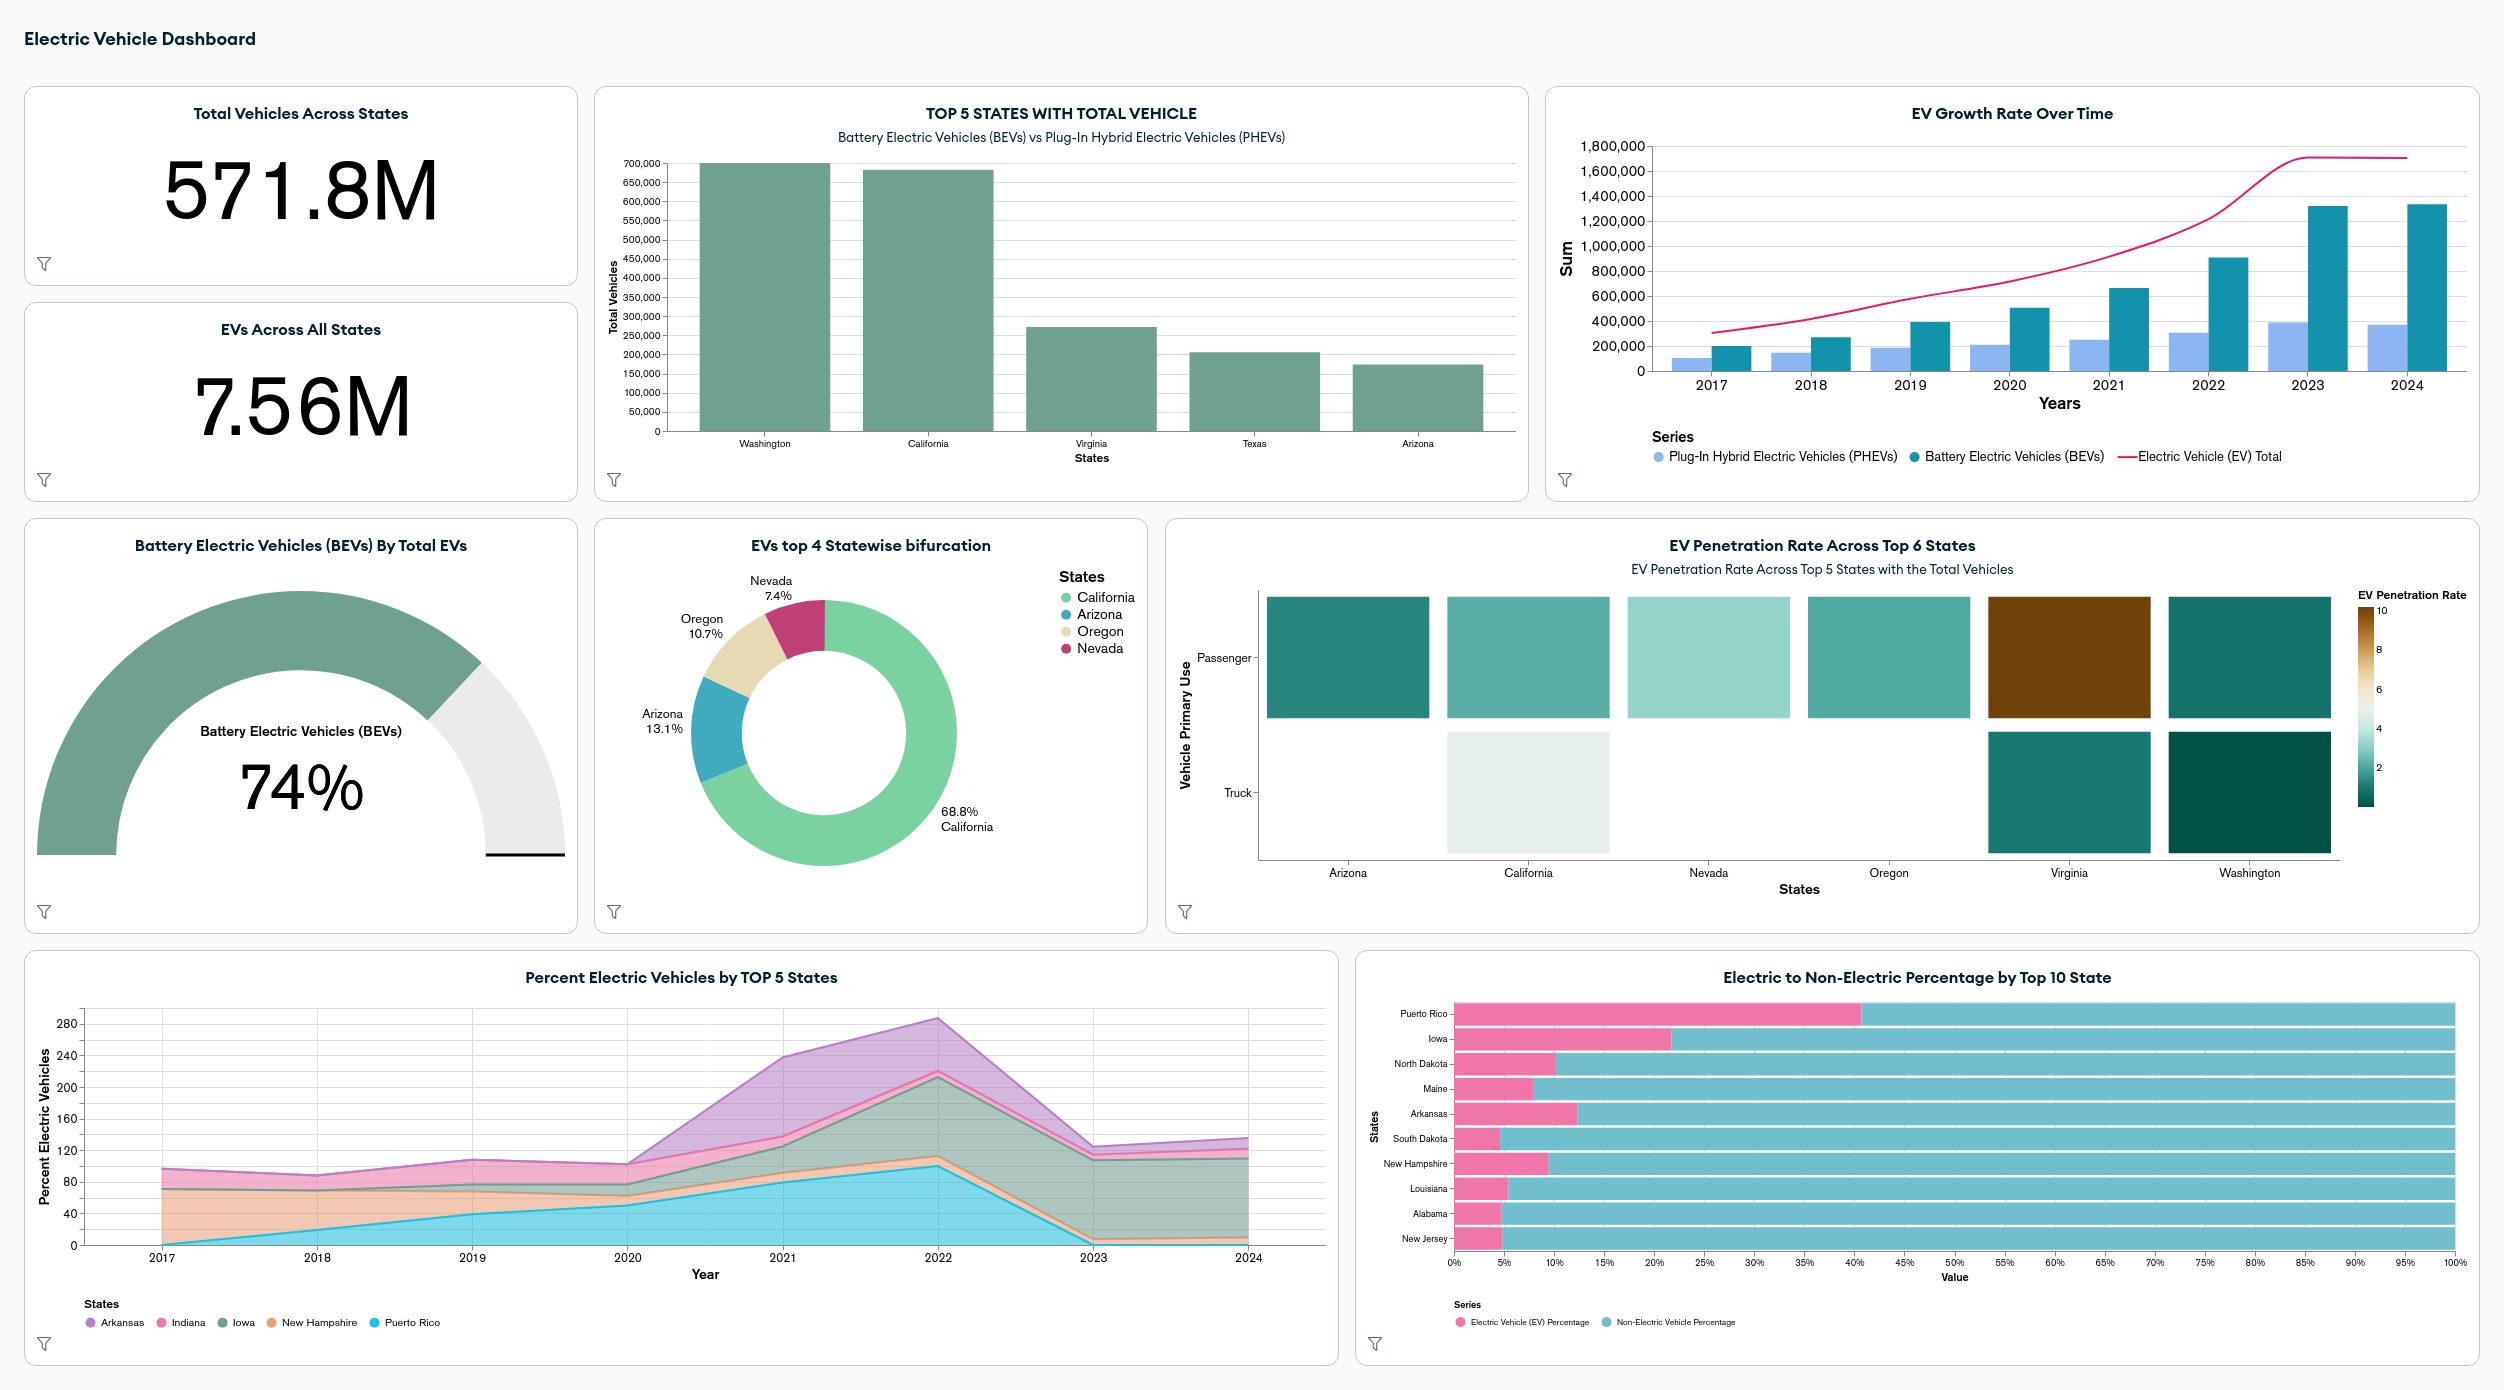 Electric Vehicle Dashboard
Total Vehicles Across States
571.8M
EVs Across All States
7.56M
TOP 5 STATES WITH TOTAL VEHICLE
Battery Electric Vehicles (BEVs) vs Plug-In Hybrid Electric Vehicles (PHEVs)
Total Vehicles
700,000
650,000
600,000
550,000
500,000
450,000
400,000
350,000
300,000
250,000
200,000
150,000
100,000
50,000
0
Washington California Virginia Texas Arizona
States
EV Growth Rate Over Time
Sum
1,800,000
1,600,000
1,400,000
1,200,000
1,000,000
800,000
600,000
400,000
200,000
0
2017 2018 2019 2020 2021 2022 2023 2024
Years
Series
Plug-In Hybrid Electric Vehicles (PHEVs) Battery Electric Vehicles (BEVs) Electric Vehicle (EV) Total
Battery Electric Vehicles (BEVs) By Total EVs
Battery Electric Vehicles (BEVs)
74%
EVs top 4 Statewise bifurcation
Nevada
7.4%
Oregon
10.7%
Arizona
13.1%
68.8%
California
States
California
Arizona
Oregon
Nevada
EV Penetration Rate Across Top 6 States
EV Penetration Rate Across Top 5 States with the Total Vehicles
Vehicle Primary Use
Passenger
Truck
Arizona California Nevada Oregon Virginia Washington
States
EV Penetration Rate
10
8
6
4
2
Percent Electric Vehicles by TOP 5 States
Percent Electric Vehicles
280
240
200
160
120
80
40
0
2017 2018 2019 2020 2021 2022 2023 2024
Year
States
Arkansas Indiana Iowa New Hampshire Puerto Rico
Electric to Non-Electric Percentage by Top 10 State
States
Puerto Rico
Iowa
North Dakota
Maine
Arkansas
South Dakota
New Hampshire
Louisiana
Alabama
New Jersey
0% 5% 10% 15% 20% 25% 30% 35% 40% 45% 50% 55% 60% 65% 70% 75% 80% 85% 90% 95% 100%
Value
Series
Electric Vehicle (EV) Percentage Non-Electric Vehicle Percentage